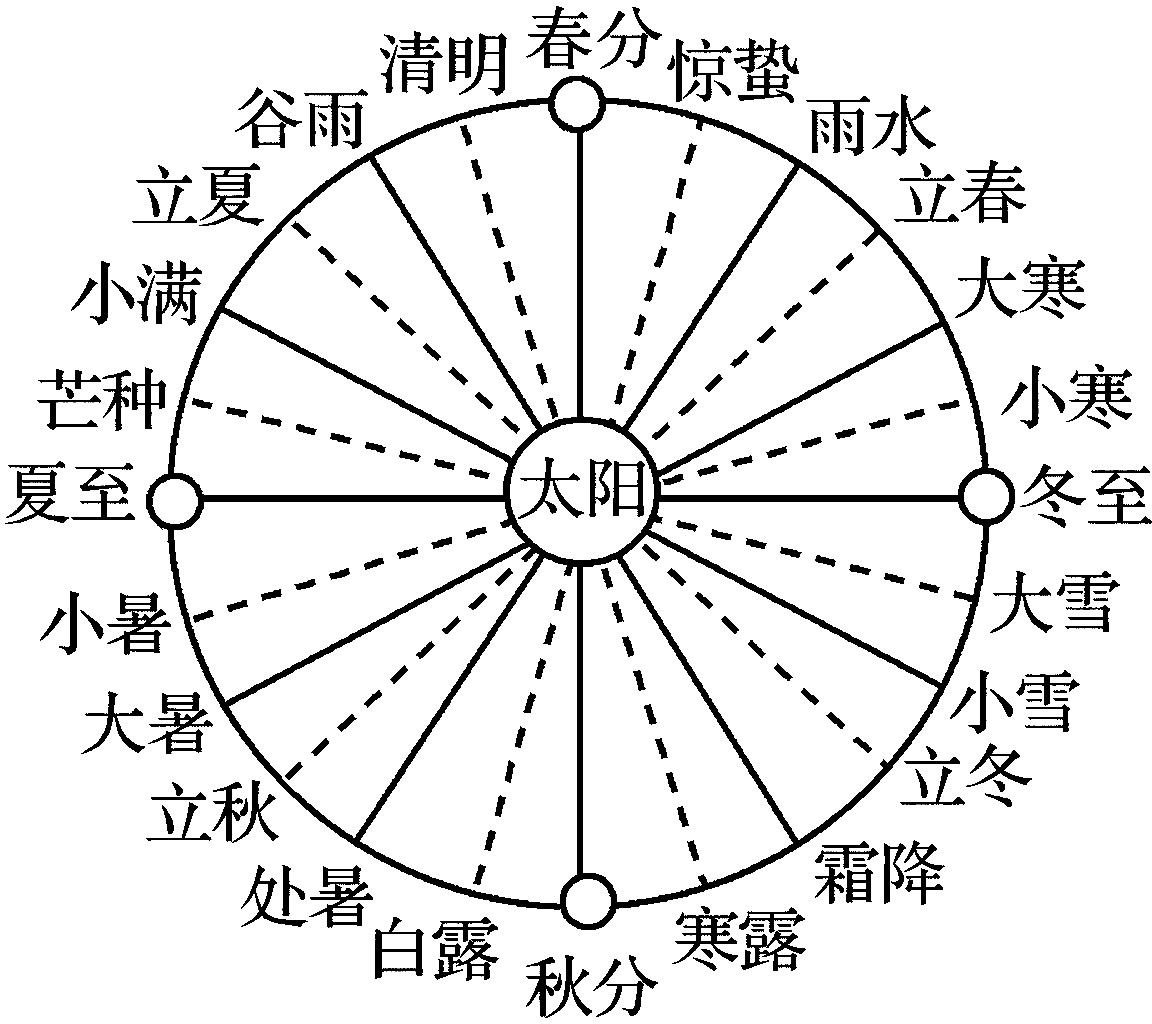 春分
清明
惊蛰
谷雨
雨水
立夏
立春
小满
大寒
芒种
小寒
夏至
太阳
冬至
小暑
大雪
大暑
小雪
立秋
立冬
处暑
霜降
白露
寒露
秋分